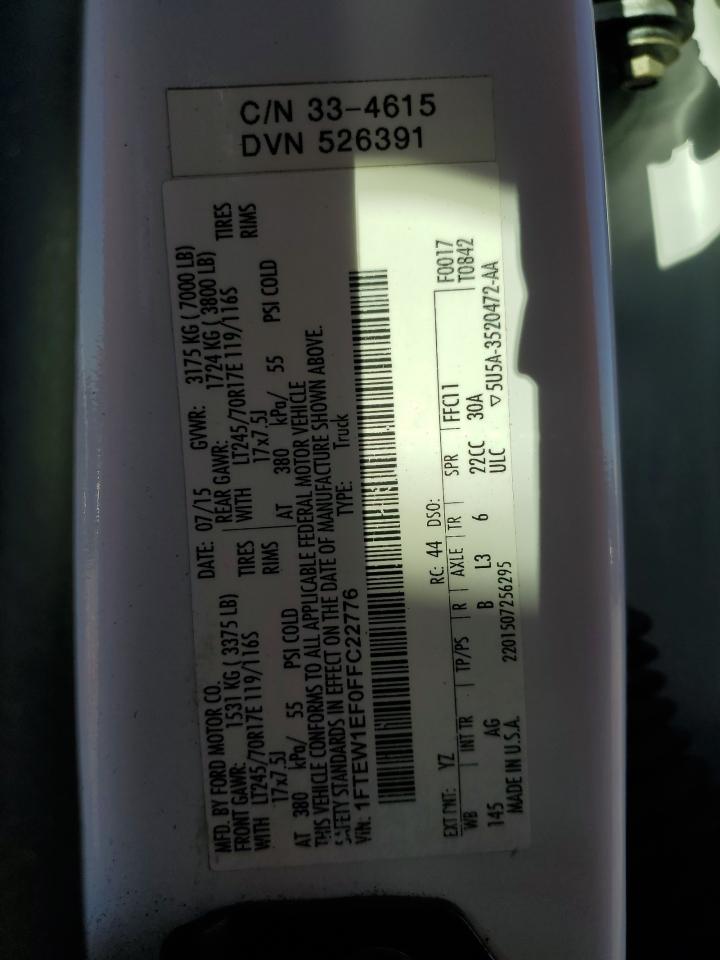 C/N 33-4615
DVN 526391
MFD. BY FORD MOTOR CO.
DATE: 07/15 GVWR: 3175 KG ( 7000 LB)
FRONT GAWR: 1531 KG ( 3375 LB) REAR GAWR: 1724 KG ( 3800 LB)
WITH LT245/70R17E 119/116S TIRES WITH LT245/70R17E 119/116S TIRES
17x7.5J RIMS 17x7.5J RIMS
AT 380 kPa/ 55 PSI COLD AT 380 kPa/ 55 PSI COLD
THIS VEHICLE CONFORMS TO ALL APPLICABLE FEDERAL MOTOR VEHICLE
SAFETY STANDARDS IN EFFECT ON THE DATE OF MANUFACTURE SHOWN ABOVE.
VIN: 1FTEW1EF0FFC22776 TYPE: Truck
EXT PNT: YZ RC: 44 DSO: F0017
WB INT TR TP/PS R AXLE TR SPR FFC11 T0842
145 AG B L3 6 22CC 30A
MADE IN U.S.A. 2201507256295 ULC ▽5U5A-3520472-AA